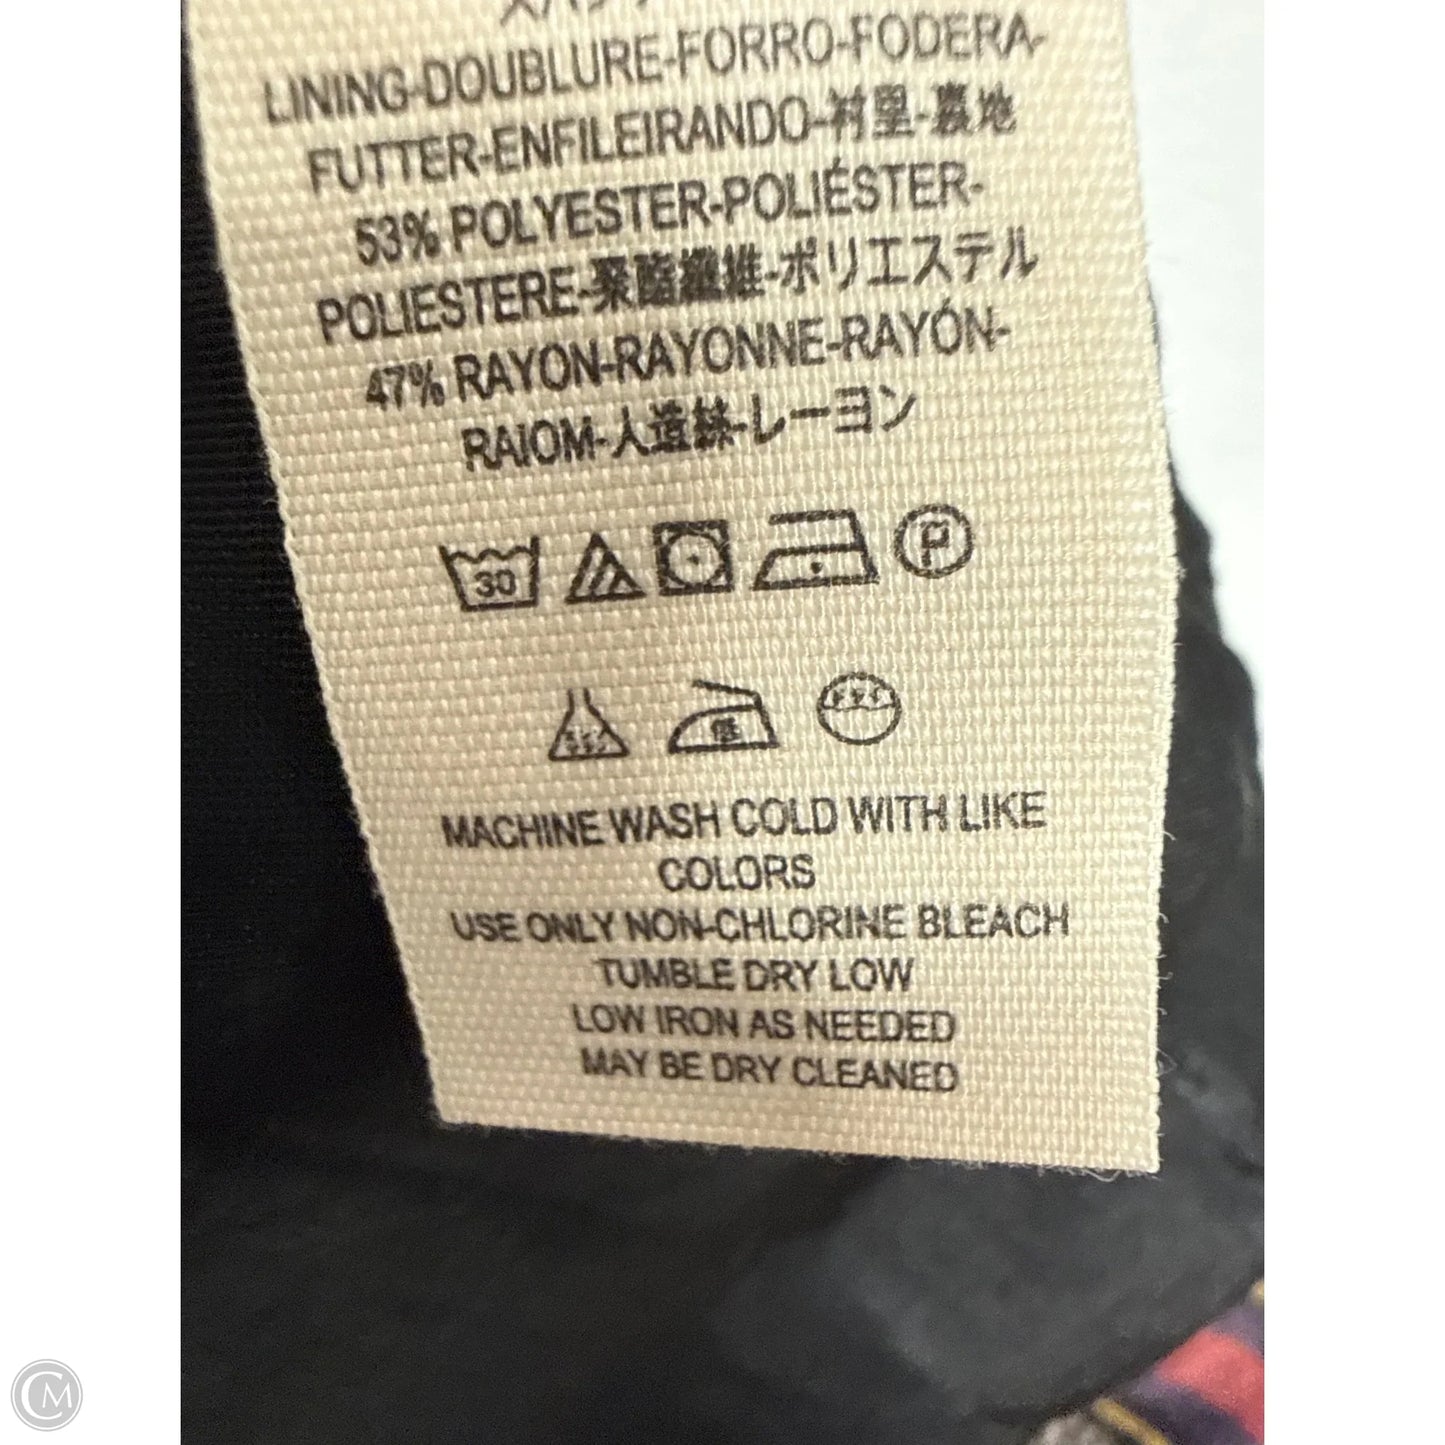 LINING-DOUBLURE-FORRO-FODERA-
FUTTER-ENFILEIRANDO-衬里-裏地
53% POLYESTER-POLIÉSTER-
POLIESTERE-聚酯纖維-ポリエステル
47% RAYON-RAYONNE-RAYÓN-
RAIOM-人造絲-レーヨン
30
P
低
MACHINE WASH COLD WITH LIKE
COLORS
USE ONLY NON-CHLORINE BLEACH
TUMBLE DRY LOW
LOW IRON AS NEEDED
MAY BE DRY CLEANED
CM